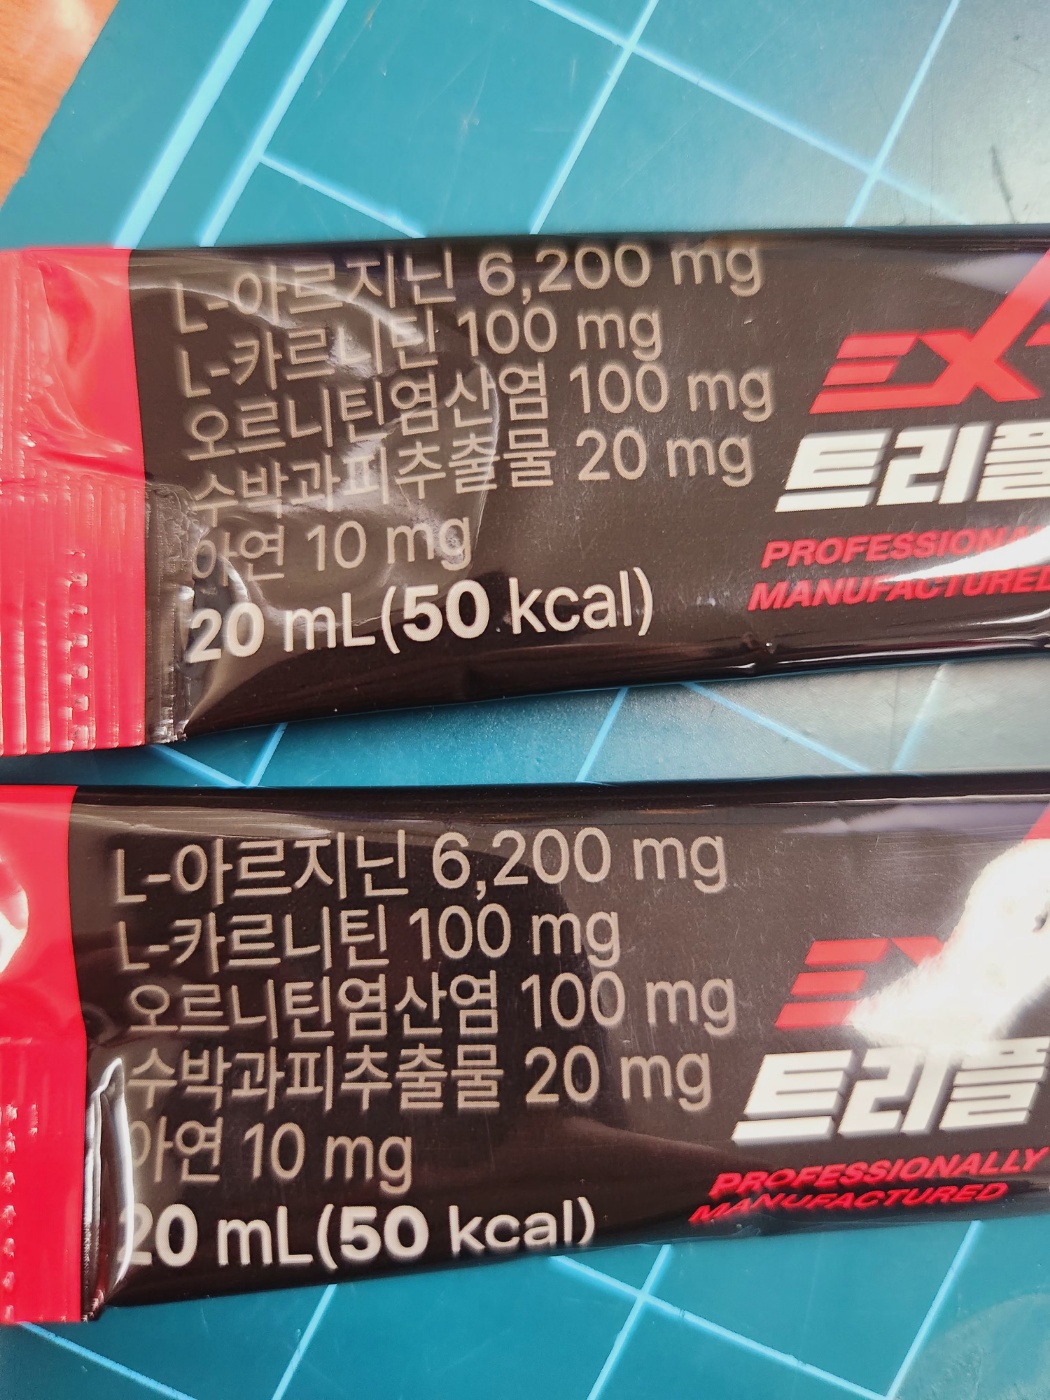 L-아르지닌 6,200 mg
L-카르니틴 100 mg
오르니틴염산염 100 mg
수박과피추출물 20 mg
아연 10 mg
20 mL(50 kcal)
트리플
PROFESSIONA
MANUFACTURED
L-아르지닌 6,200 mg
L-카르니틴 100 mg
오르니틴염산염 100 mg
수박과피추출물 20 mg
아연 10 mg
20 mL(50 kcal)
트리플
PROFESSIONALLY
MANUFACTURED